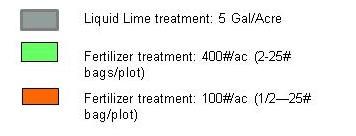 Liquid Lime treatment: 5 Gal/Acre
Fertilizer treatment: 400#/ac (2-25#
bags/plot)
Fertilizer treatment: 100#/ac (1/2—25#
bag/plot)